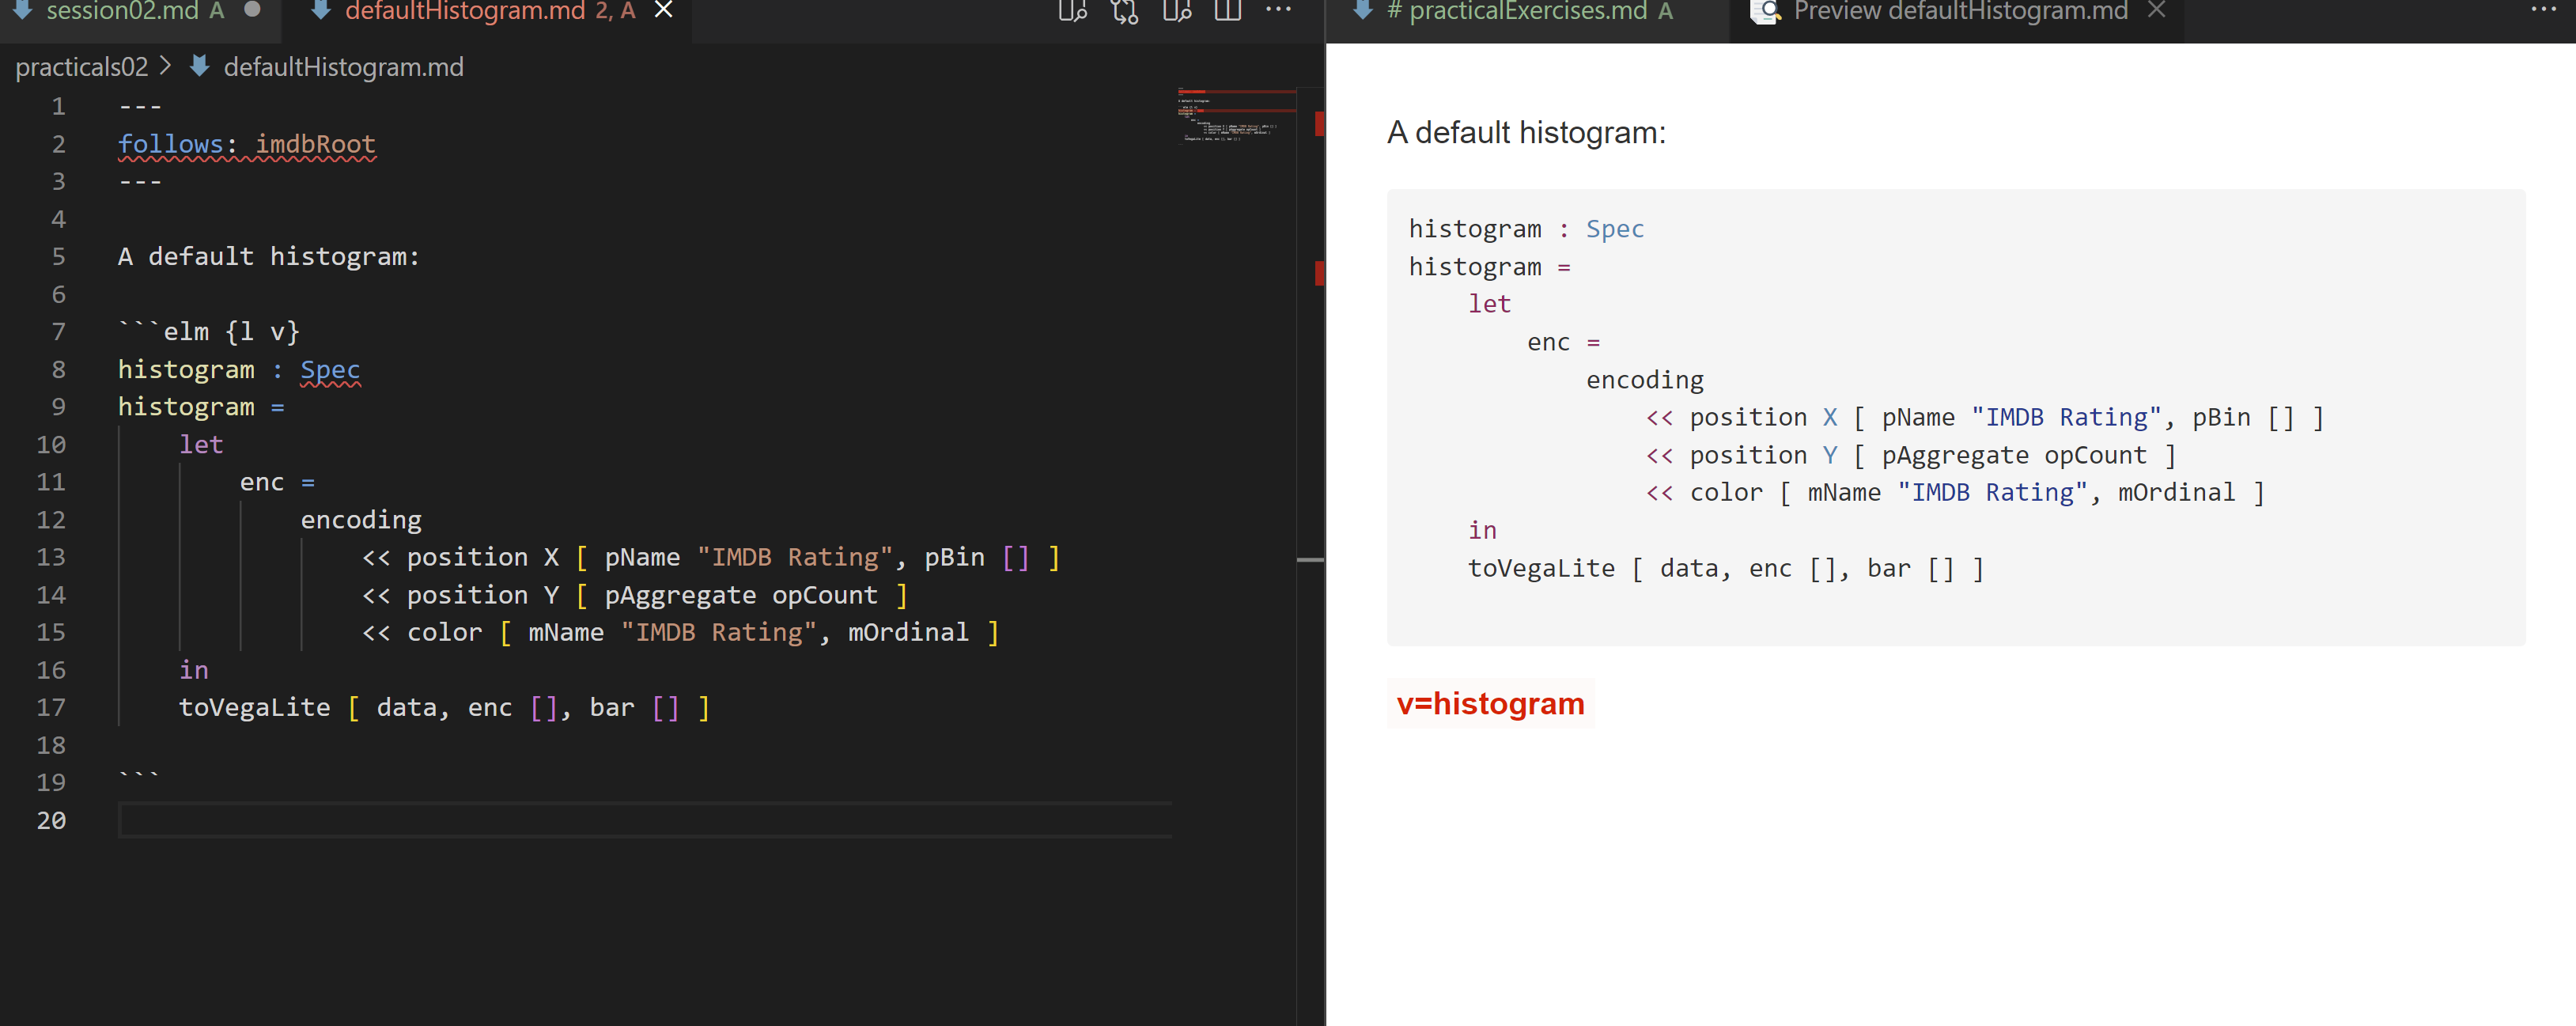 session02.md A ●
defaultHistogram.md 2, A ×
practicals02 > defaultHistogram.md
1 ---
2 follows: imdbRoot
3 ---
4
5 A default histogram:
6
7 ```elm {l v}
8 histogram : Spec
9 histogram =
10     let
11         enc =
12             encoding
13                 << position X [ pName "IMDB Rating", pBin [] ]
14                 << position Y [ pAggregate opCount ]
15                 << color [ mName "IMDB Rating", mOrdinal ]
16     in
17     toVegaLite [ data, enc [], bar [] ]
18
19 ```
20
# practicalExercises.md A
Preview defaultHistogram.md ×
A default histogram:
histogram : Spec
histogram =
    let
        enc =
            encoding
                << position X [ pName "IMDB Rating", pBin [] ]
                << position Y [ pAggregate opCount ]
                << color [ mName "IMDB Rating", mOrdinal ]
    in
    toVegaLite [ data, enc [], bar [] ]
v=histogram